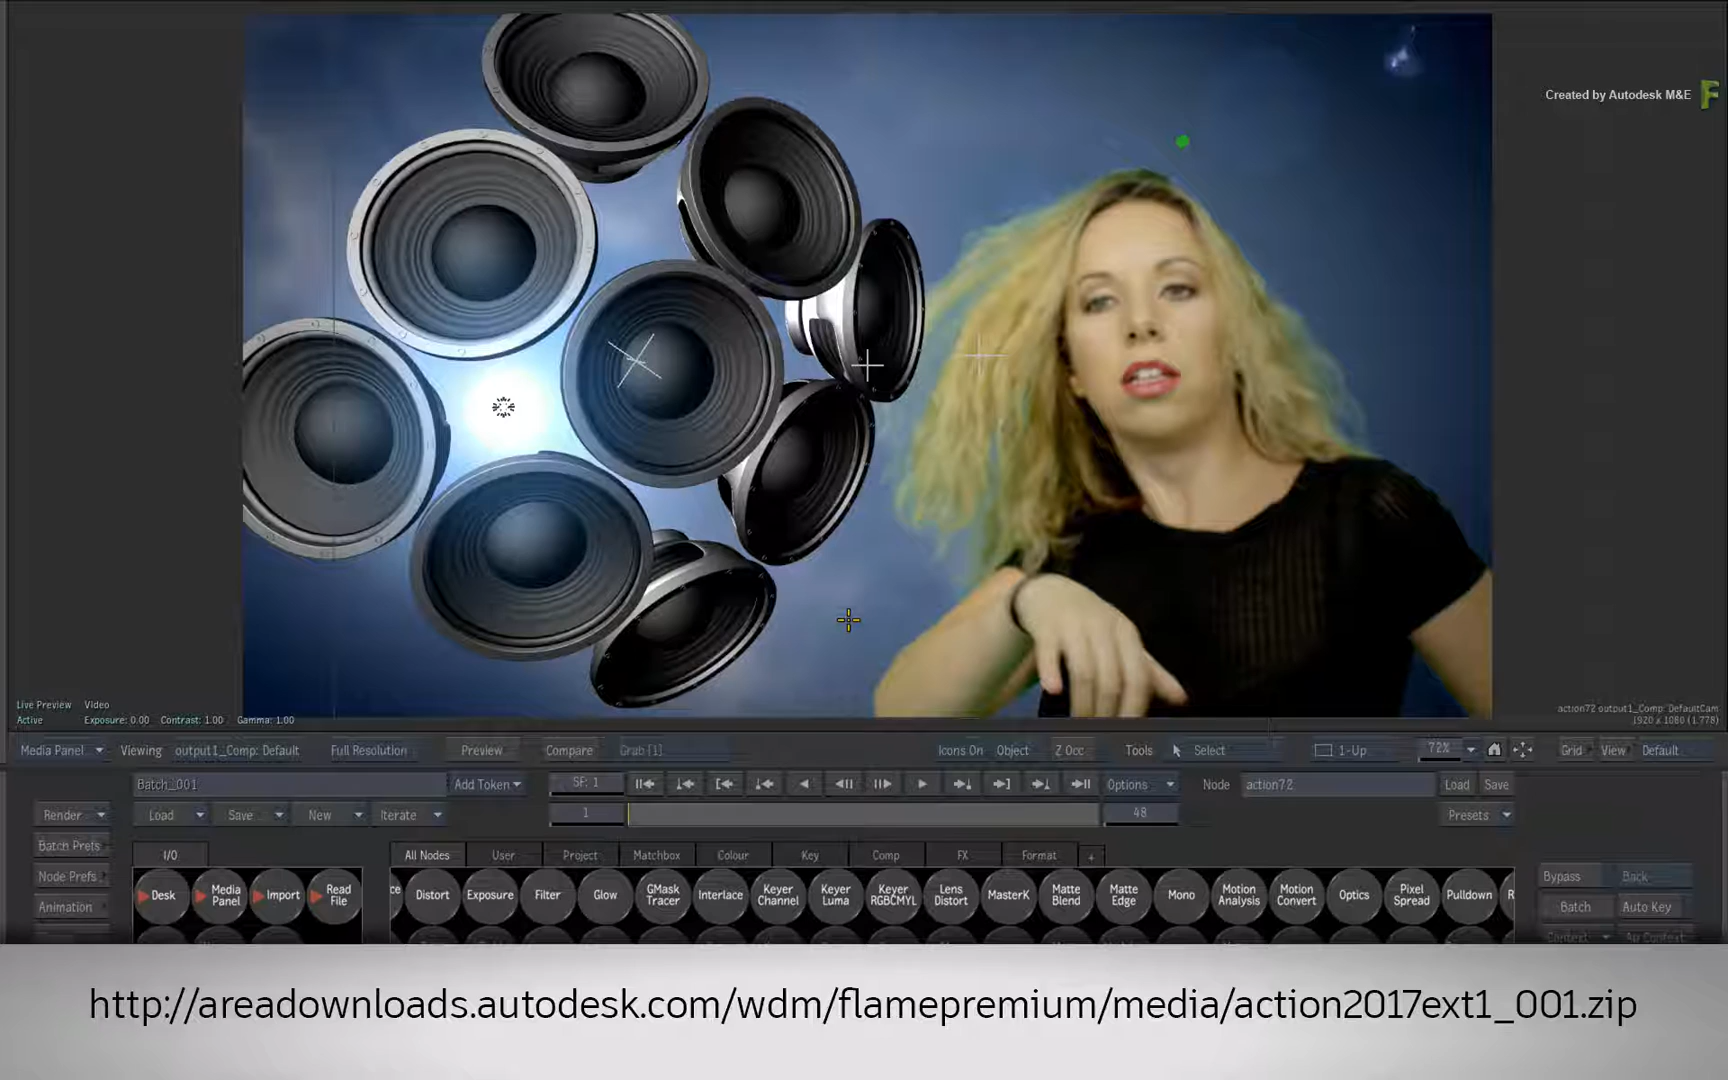 Created by Autodesk M&E
Live Preview Video
Active Exposure: 0.00 Contrast: 1.00 Gamma: 1.00
action72 output1_Comp: DefaultCam
1920 x 1080 (1.778)
Media Panel Viewing output1_Comp: Default Full Resolution Preview Compare Grab [1] Icons On Object Z Occ Tools Select 1-Up 72% Grid View Default
Batch_001 Add Token SF: 1 Options Node action72 Load Save
Render Load Save New Iterate 1 48 Presets
Batch Prefs
I/O All Nodes User Project Matchbox Colour Key Comp FX Format +
Node Prefs Bypass Back
Desk Media Panel Import Read File Distort Exposure Filter Glow GMask Tracer Interlace Keyer Channel Keyer Luma Keyer RGBCMYL Lens Distort MasterK Matte Blend Matte Edge Mono Motion Analysis Motion Convert Optics Pixel Spread Pulldown
Animation Batch Auto Key
Context
http://areadownloads.autodesk.com/wdm/flamepremium/media/action2017ext1_001.zip